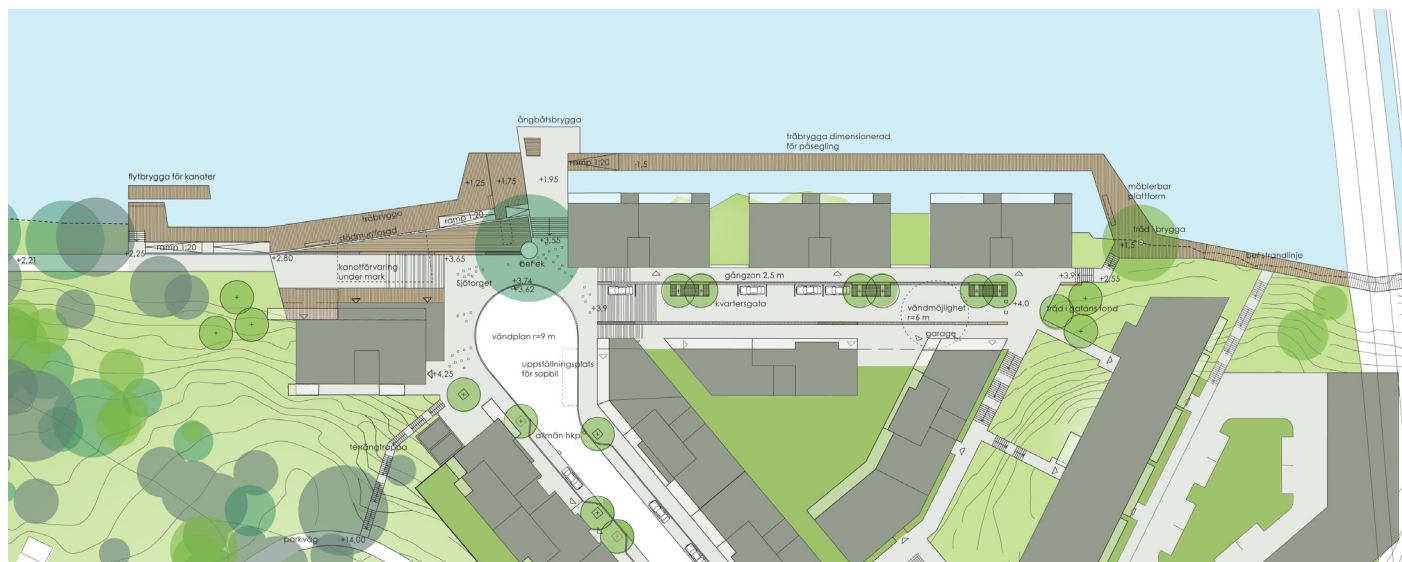 ångbåtsbrygga
träbrygga dimensionerad
för påsegling
ramp 1:20
-1,5
flytbrygga för kanoter
+1,25
+1,75
+1,95
möblerbar
plattform
träbrygga
ramp 1:20
stödmur/fasad
+3,55
träd i brygga
+1,5
ramp 1:20
+2,25
+2,21
+2,80
+3,65
bef ek
bef strandlinje
kanotförvaring
under mark
Sjötorget
+3,74
+3,62
gångzon 2,5 m
+3,9
+2,55
kvartersgata
+3,9
vändmöjlighet
r=6 m
+4,0
träd i gatans fond
vändplan r=9 m
garage
uppställningsplats
för sopbil
+4,25
allmän hkp
terrängtrappa
parkväg
+14,00